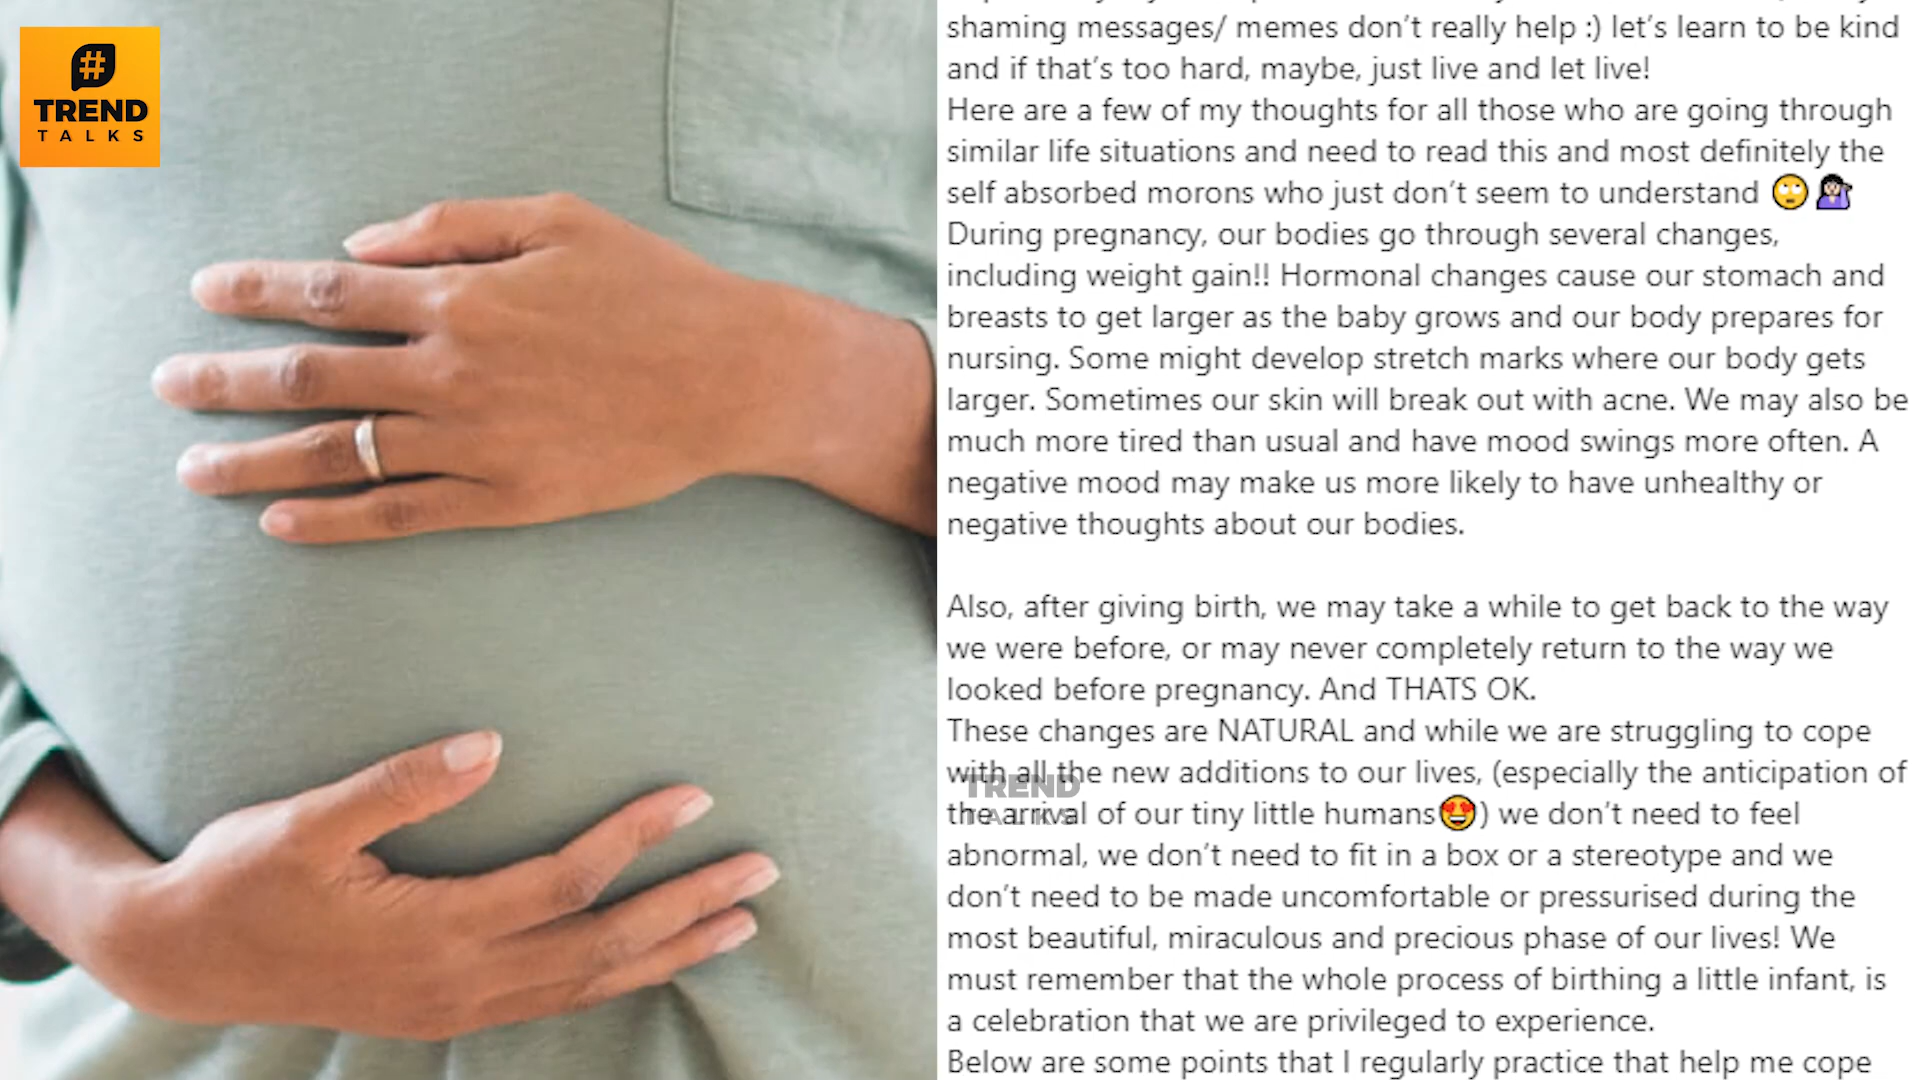 #
TREND
TALKS
shaming messages/ memes don’t really help :) let’s learn to be kind
and if that’s too hard, maybe, just live and let live!
Here are a few of my thoughts for all those who are going through
similar life situations and need to read this and most definitely the
self absorbed morons who just don’t seem to understand 🙄🤷🏻‍♀️
During pregnancy, our bodies go through several changes,
including weight gain!! Hormonal changes cause our stomach and
breasts to get larger as the baby grows and our body prepares for
nursing. Some might develop stretch marks where our body gets
larger. Sometimes our skin will break out with acne. We may also be
much more tired than usual and have mood swings more often. A
negative mood may make us more likely to have unhealthy or
negative thoughts about our bodies.
Also, after giving birth, we may take a while to get back to the way
we were before, or may never completely return to the way we
looked before pregnancy. And THATS OK.
These changes are NATURAL and while we are struggling to cope
with all the new additions to our lives, (especially the anticipation of
the arrival of our tiny little humans😍) we don’t need to feel
abnormal, we don’t need to fit in a box or a stereotype and we
don’t need to be made uncomfortable or pressurised during the
most beautiful, miraculous and precious phase of our lives! We
must remember that the whole process of birthing a little infant, is
a celebration that we are privileged to experience.
Below are some points that I regularly practice that help me cope
TREND
TALKS